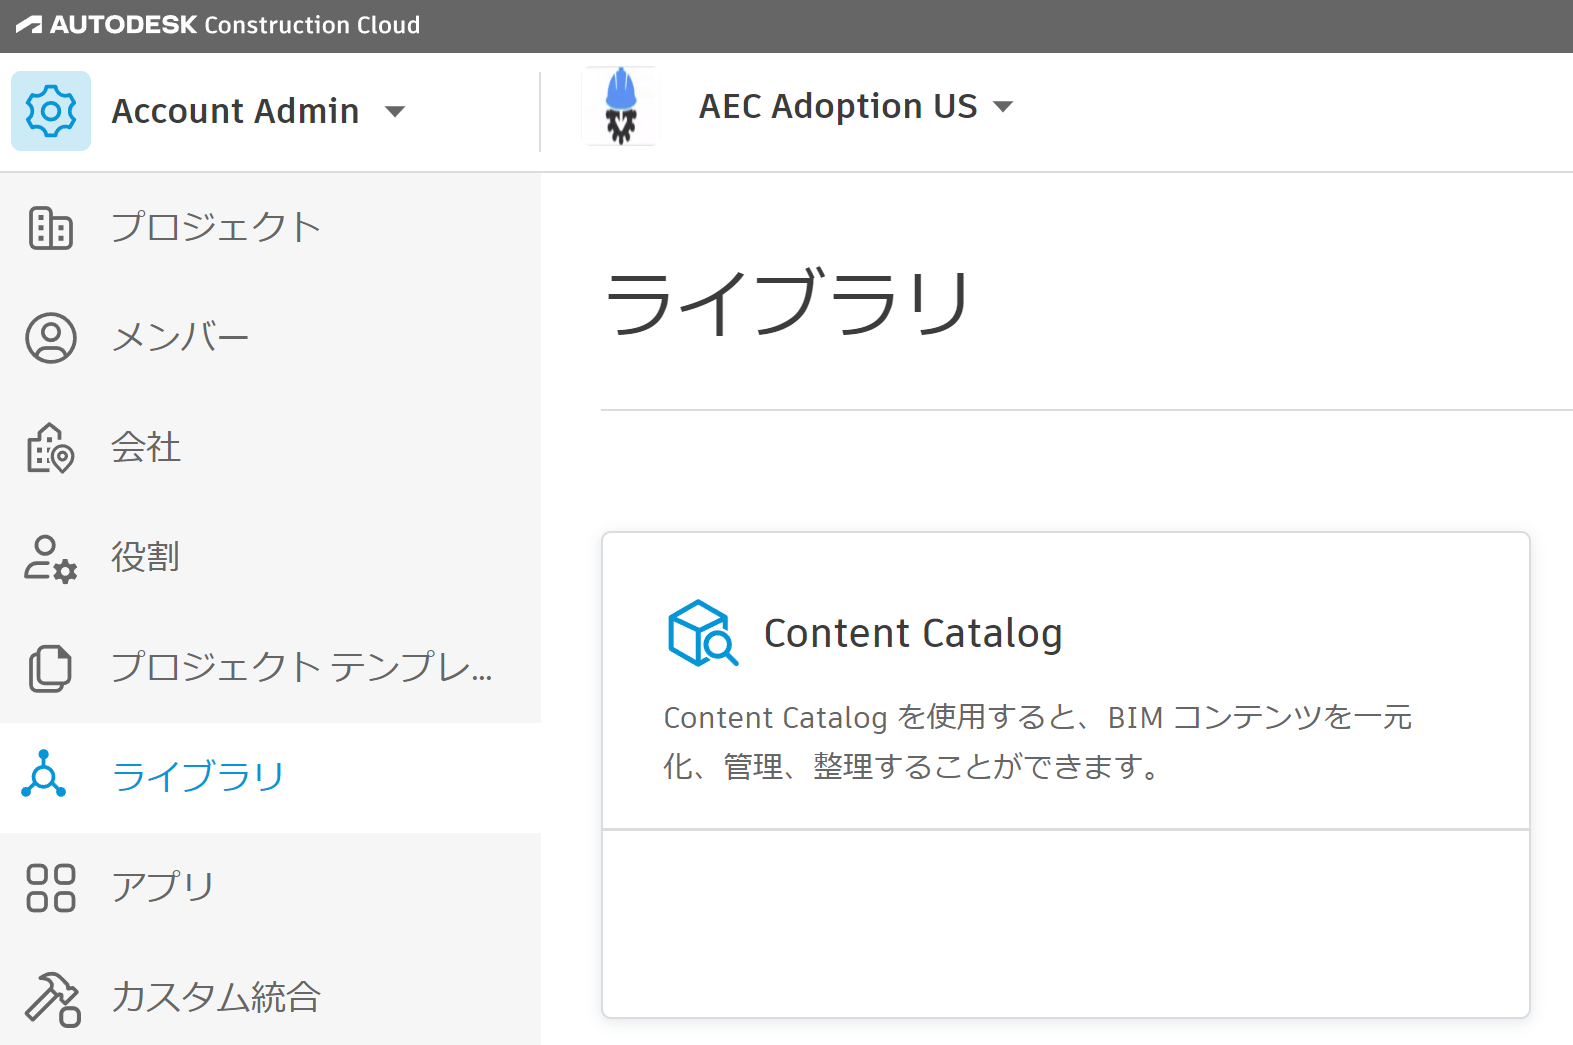 AUTODESK Construction Cloud
Account Admin
AEC Adoption US
プロジェクト
メンバー
会社
役割
プロジェクト テンプレ...
ライブラリ
アプリ
カスタム統合
ライブラリ
Content Catalog
Content Catalog を使用すると、BIM コンテンツを一元
化、管理、整理することができます。